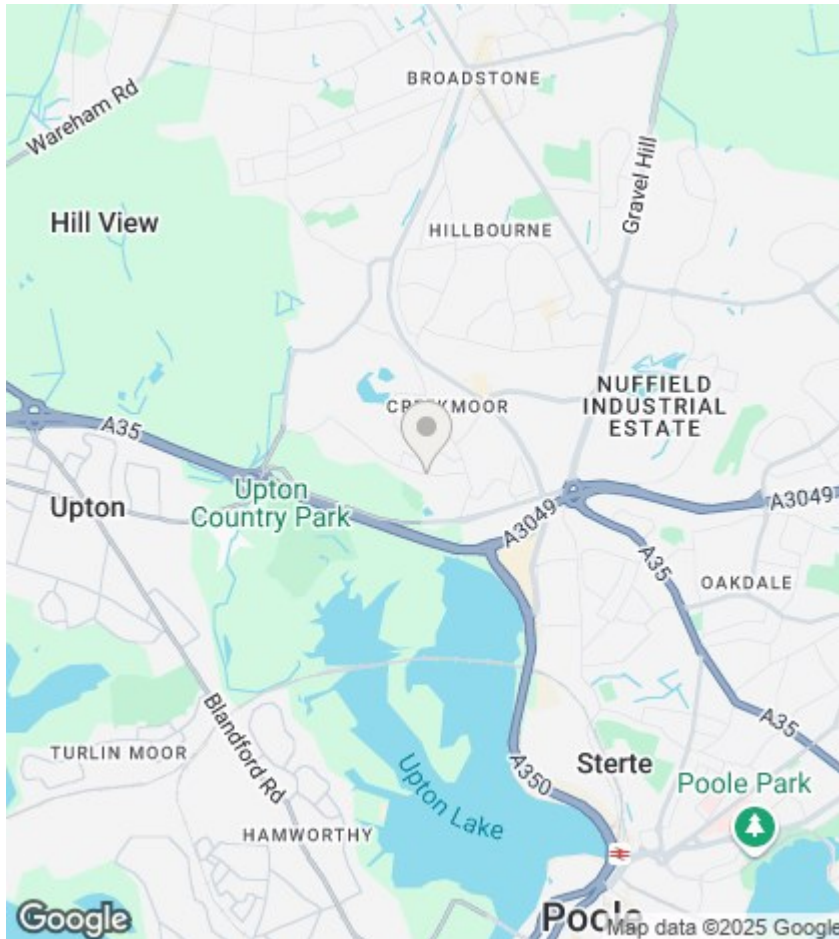 BROADSTONE
Wareham Rd
Gravel Hill
Hill View
HILLBOURNE
NUFFIELD
INDUSTRIAL
ESTATE
CREEKMOOR
A35
Upton
Upton
Country Park
A3049
A3049
A35
OAKDALE
Blandford Rd
A35
TURLIN MOOR
Sterte
A350
Upton Lake
Poole Park
HAMWORTHY
Poole
Google
Map data ©2025 Google